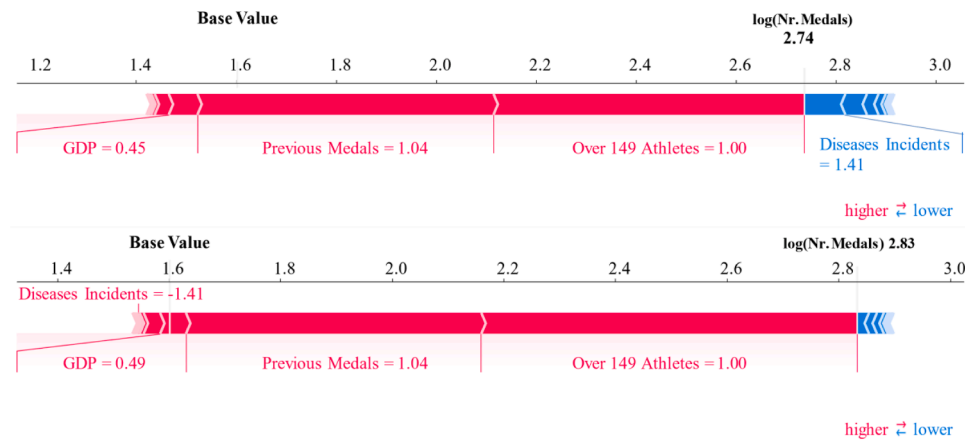 Base Value
log(Nr. Medals)
2.74
1.2 1.4 1.6 1.8 2.0 2.2 2.4 2.6 2.8 3.0
GDP = 0.45 Previous Medals = 1.04 Over 149 Athletes = 1.00 Diseases Incidents
= 1.41
higher ⇄ lower
Base Value log(Nr. Medals) 2.83
1.4 1.6 1.8 2.0 2.2 2.4 2.6 2.8 3.0
Diseases Incidents = -1.41
GDP = 0.49 Previous Medals = 1.04 Over 149 Athletes = 1.00
higher ⇄ lower